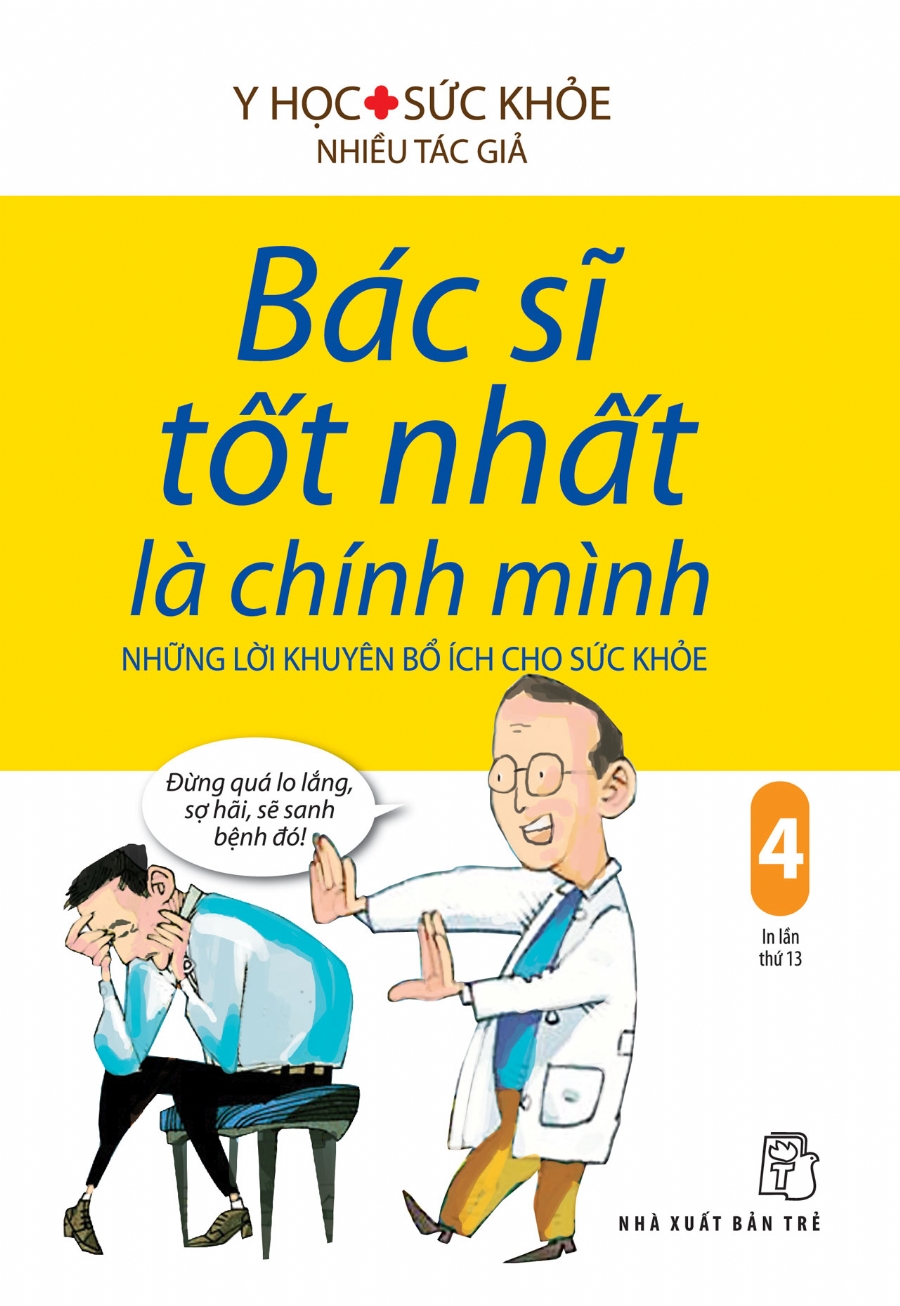 Y HỌC SỨC KHỎE
NHIỀU TÁC GIẢ
Bác sĩ
tốt nhất
là chính mình
NHỮNG LỜI KHUYÊN BỔ ÍCH CHO SỨC KHỎE
Đừng quá lo lắng,
sợ hãi, sẽ sanh
bệnh đó!
4
In lần
thứ 13
T
NHÀ XUẤT BẢN TRẺ